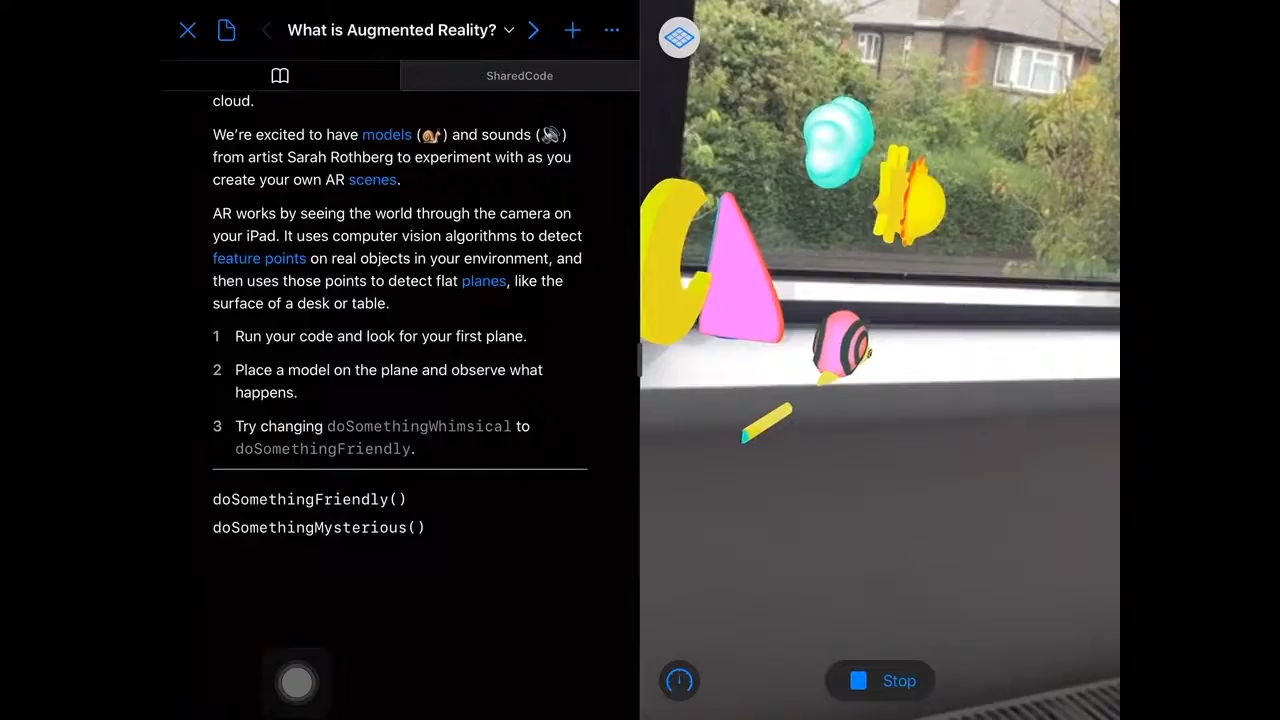 What is Augmented Reality?
SharedCode
cloud.
We're excited to have models (🐌) and sounds (🔊)
from artist Sarah Rothberg to experiment with as you
create your own AR scenes.
AR works by seeing the world through the camera on
your iPad. It uses computer vision algorithms to detect
feature points on real objects in your environment, and
then uses those points to detect flat planes, like the
surface of a desk or table.
1 Run your code and look for your first plane.
2 Place a model on the plane and observe what
happens.
3 Try changing doSomethingWhimsical to
doSomethingFriendly.
doSomethingFriendly()
doSomethingMysterious()
Stop